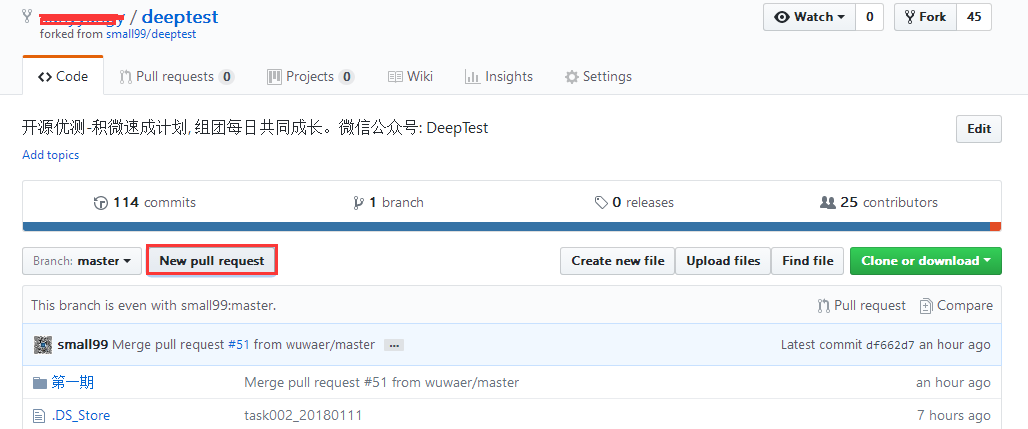 / deeptest
Watch 0 Fork 45
forked from small99/deeptest
Code Pull requests 0 Projects 0 Wiki Insights Settings
开源优测-积微速成计划, 组团每日共同成长。微信公众号: DeepTest
Edit
Add topics
114 commits 1 branch 0 releases 25 contributors
Branch: master New pull request Create new file Upload files Find file Clone or download
This branch is even with small99:master. Pull request Compare
small99 Merge pull request #51 from wuwaer/master ... Latest commit df662d7 an hour ago
第一期 Merge pull request #51 from wuwaer/master an hour ago
.DS_Store task002_20180111 7 hours ago